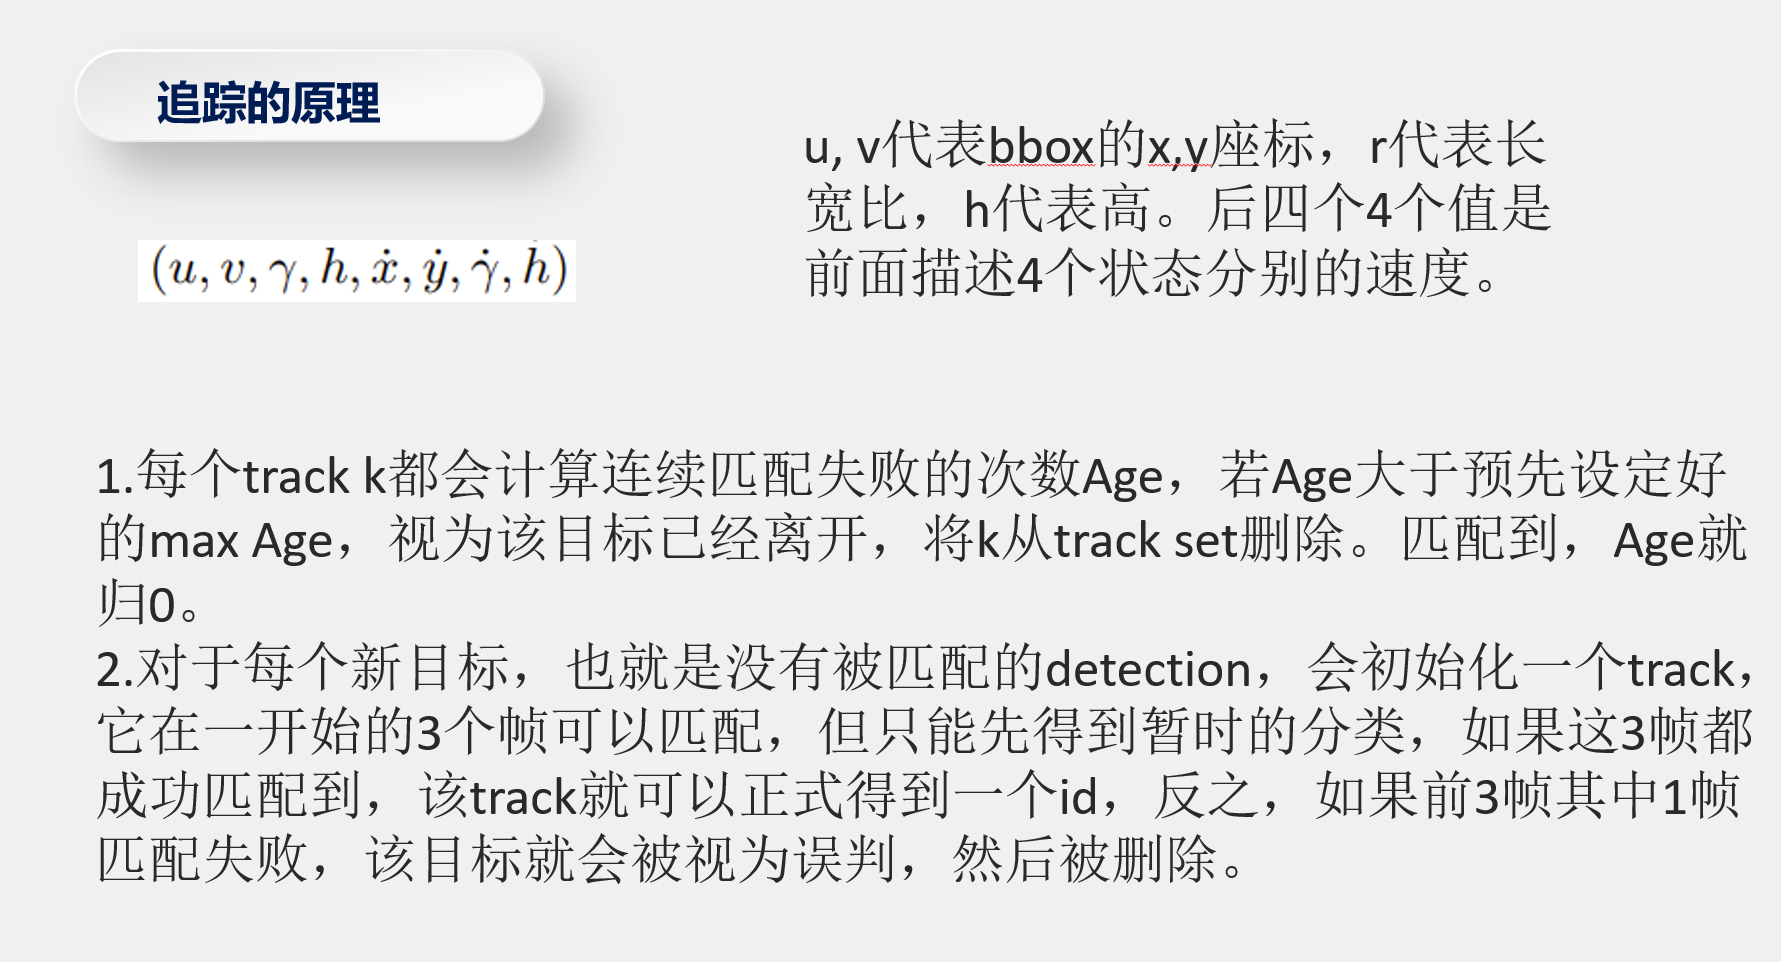 追踪的原理
u, v代表bbox的x,y座标，r代表长
宽比，h代表高。后四个4个值是
前面描述4个状态分别的速度。
(u, v, γ, h, ẋ, ẏ, γ̇, ḣ)
1.每个track k都会计算连续匹配失败的次数Age，若Age大于预先设定好
的max Age，视为该目标已经离开，将k从track set删除。匹配到，Age就
归0。
2.对于每个新目标，也就是没有被匹配的detection，会初始化一个track，
它在一开始的3个帧可以匹配，但只能先得到暂时的分类，如果这3帧都
成功匹配到，该track就可以正式得到一个id，反之，如果前3帧其中1帧
匹配失败，该目标就会被视为误判，然后被删除。